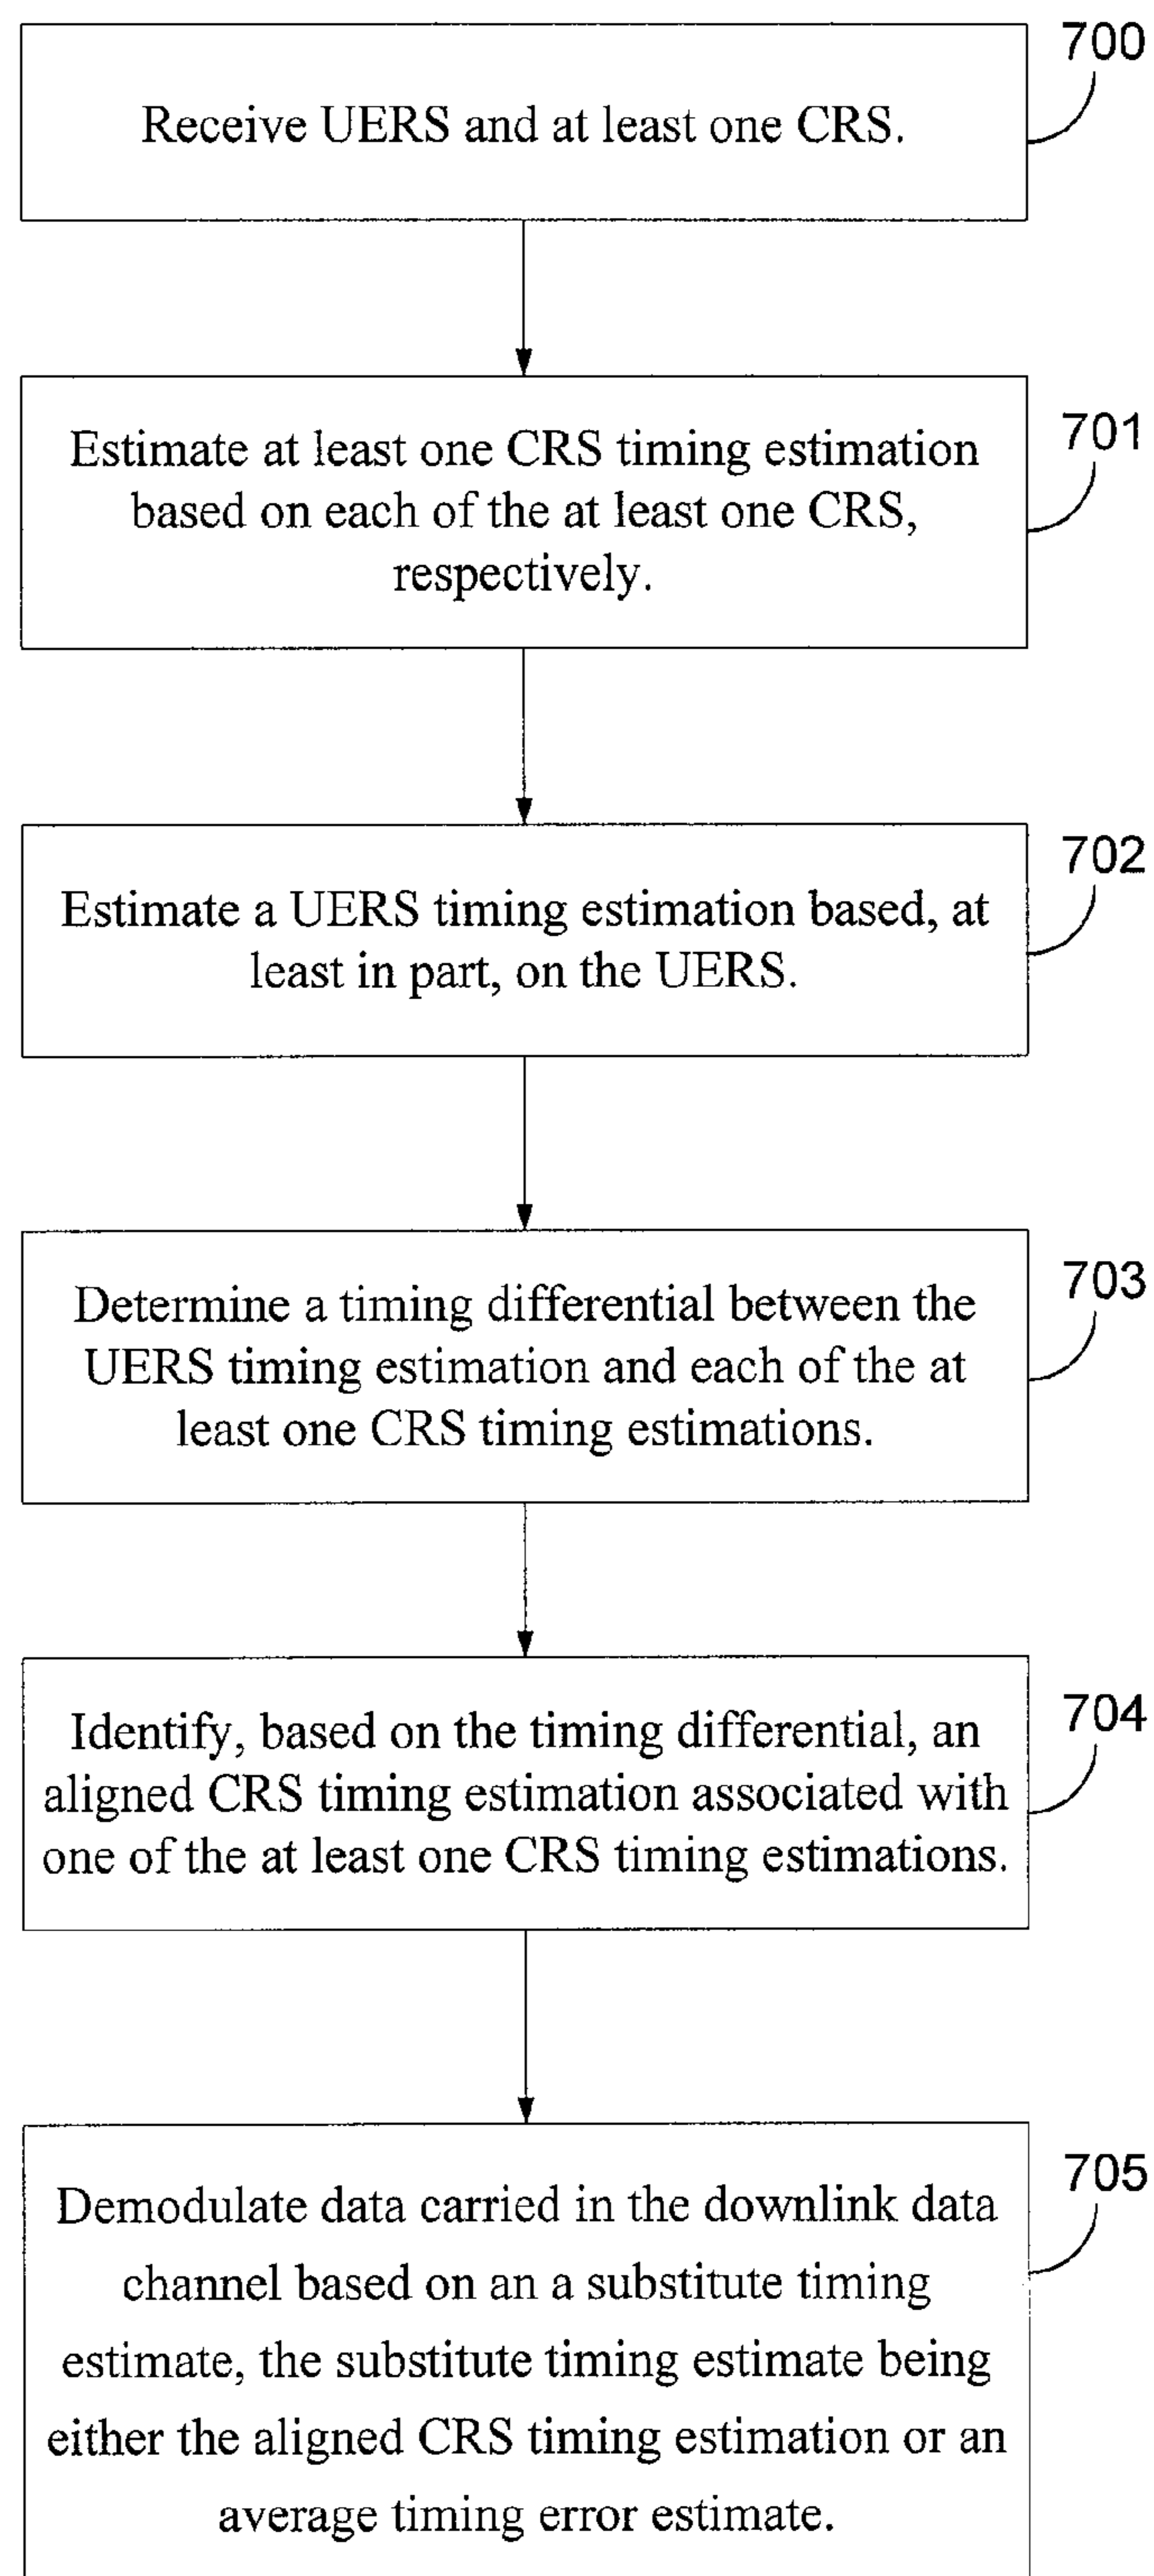 700
Receive UERS and at least one CRS.
701
Estimate at least one CRS timing estimation
based on each of the at least one CRS,
respectively.
702
Estimate a UERS timing estimation based, at
least in part, on the UERS.
703
Determine a timing differential between the
UERS timing estimation and each of the at
least one CRS timing estimations.
704
Identify, based on the timing differential, an
aligned CRS timing estimation associated with
one of the at least one CRS timing estimations.
705
Demodulate data carried in the downlink data
channel based on an a substitute timing
estimate, the substitute timing estimate being
either the aligned CRS timing estimation or an
average timing error estimate.